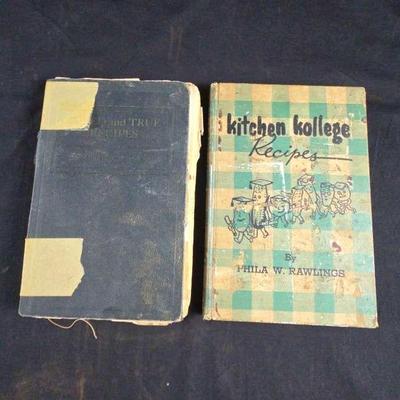 and TRUE
RECIPES
kitchen kollege
Recipes
By
PHILA W. RAWLINGS